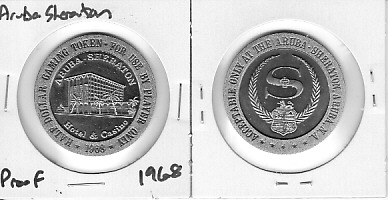 Aruba Sheraton
HALF DOLLAR GAMING TOKEN · FOR USE BY PLAYERS ONLY
ARUBA-SHERATON
Hotel & Casino
1968
ACCEPTABLE ONLY AT THE ARUBA-SHERATON, ARUBA, N.A.
S
Proof
1968